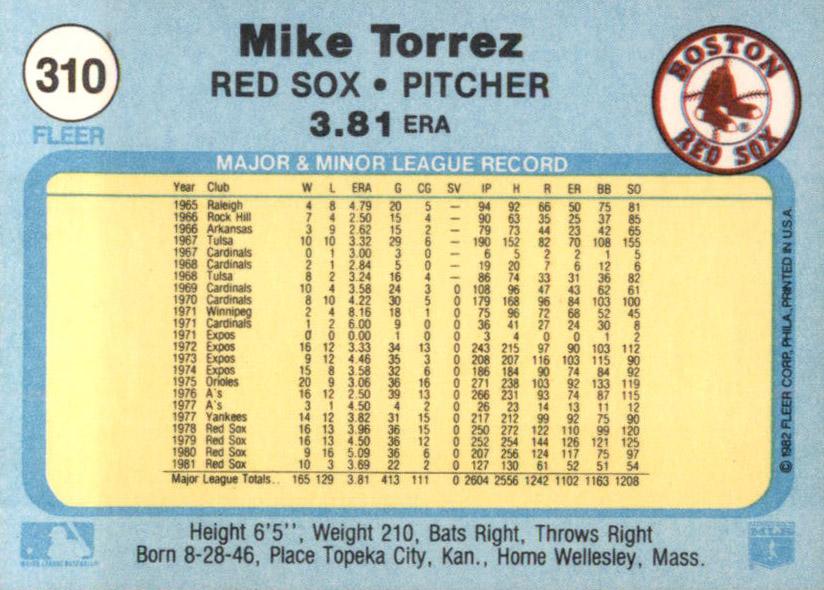 310
FLEER
Mike Torrez
RED SOX • PITCHER
3.81 ERA
BOSTON
RED SOX
®
MAJOR & MINOR LEAGUE RECORD
Year Club W L ERA G CG SV IP H R ER BB SO
1965 Raleigh 4 8 4.79 20 5 — 94 92 66 50 75 81
1966 Rock Hill 7 4 2.50 15 4 — 90 63 35 25 37 85
1966 Arkansas 3 9 2.62 15 2 — 79 73 44 23 42 65
1967 Tulsa 10 10 3.32 29 6 — 190 152 82 70 108 155
1967 Cardinals 0 1 3.00 3 0 — 6 5 2 2 1 5
1968 Cardinals 2 1 2.84 5 0 — 19 20 7 6 12 6
1968 Tulsa 8 2 3.24 16 4 — 86 74 33 31 36 82
1969 Cardinals 10 4 3.58 24 3 0 108 96 47 43 62 61
1970 Cardinals 8 10 4.22 30 5 0 179 168 96 84 103 100
1971 Winnipeg 2 4 8.16 18 1 0 75 96 72 68 52 45
1971 Cardinals 1 2 6.00 9 0 0 36 41 27 24 30 8
1971 Expos 0 0 0.00 1 0 0 3 4 0 0 1 2
1972 Expos 16 12 3.33 34 13 0 243 215 97 90 103 112
1973 Expos 9 12 4.46 35 3 0 208 207 116 103 115 90
1974 Expos 15 8 3.58 32 6 0 186 184 90 74 84 92
1975 Orioles 20 9 3.06 36 16 0 271 238 103 92 133 119
1976 A's 16 12 2.50 39 13 0 266 231 93 74 87 115
1977 A's 3 1 4.50 4 2 0 26 23 14 13 11 12
1977 Yankees 14 12 3.82 31 15 0 217 212 99 92 75 90
1978 Red Sox 16 13 3.96 36 15 0 250 272 122 110 99 120
1979 Red Sox 16 13 4.50 36 12 0 252 254 144 126 121 125
1980 Red Sox 9 16 5.09 36 6 0 207 256 124 117 75 97
1981 Red Sox 10 3 3.69 22 2 0 127 130 61 52 51 54
Major League Totals.. 165 129 3.81 413 111 0 2604 2556 1242 1102 1163 1208
Height 6'5'', Weight 210, Bats Right, Throws Right
Born 8-28-46, Place Topeka City, Kan., Home Wellesley, Mass.
MAJOR LEAGUE BASEBALL
© 1982 FLEER CORP. PHILA. PRINTED IN U.S.A.